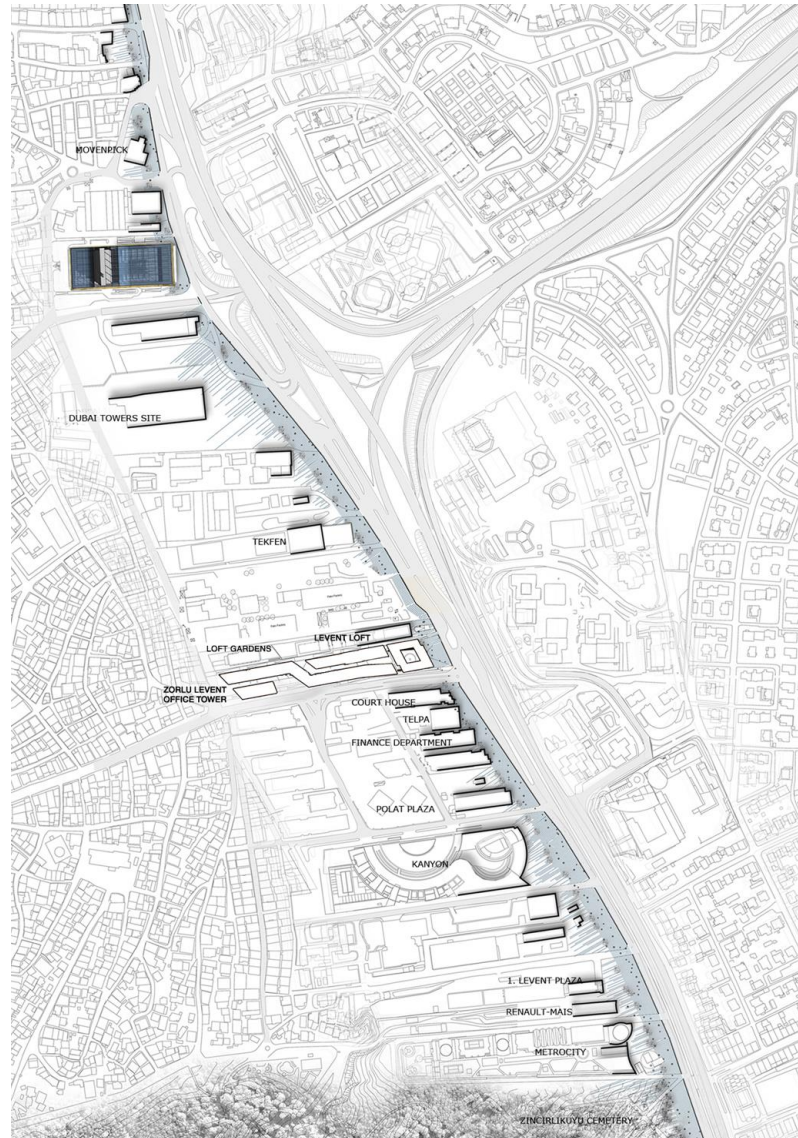 MOVENPICK
DUBAI TOWERS SITE
TEKFEN
LEVENT LOFT
LOFT GARDENS
ZORLU LEVENT
OFFICE TOWER
COURT HOUSE
TELPA
FINANCE DEPARTMENT
POLAT PLAZA
KANYON
1. LEVENT PLAZA
RENAULT-MAIS
METROCITY
ZINCIRLIKUYU CEMETERY